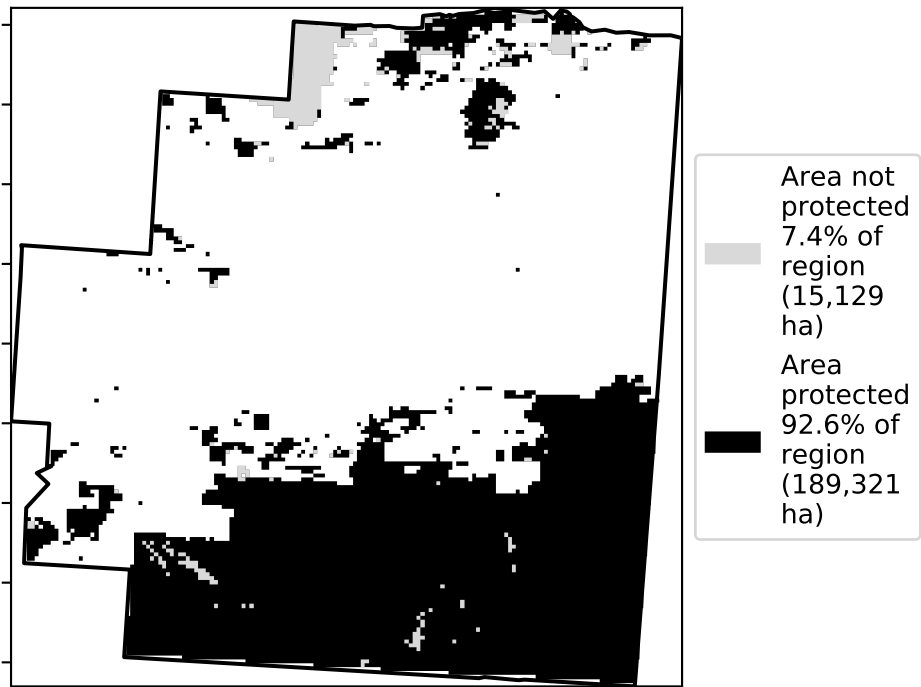 Area not
protected
7.4% of
region
(15,129
ha)
Area
protected
92.6% of
region
(189,321
ha)